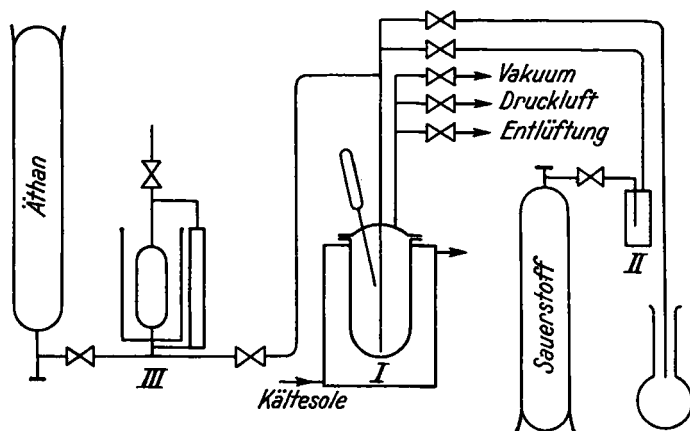 Äthan
III
Kältesole
I
Vakuum
Druckluft
Entlüftung
Sauerstoff
II